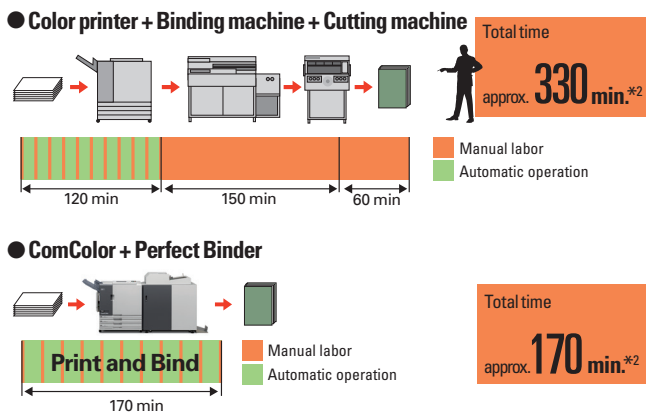 ● Color printer + Binding machine + Cutting machine
Total time
approx. 330 min.*2
Manual labor
Automatic operation
120 min
150 min
60 min
● ComColor + Perfect Binder
Total time
approx. 170 min.*2
Print and Bind
Manual labor
Automatic operation
170 min